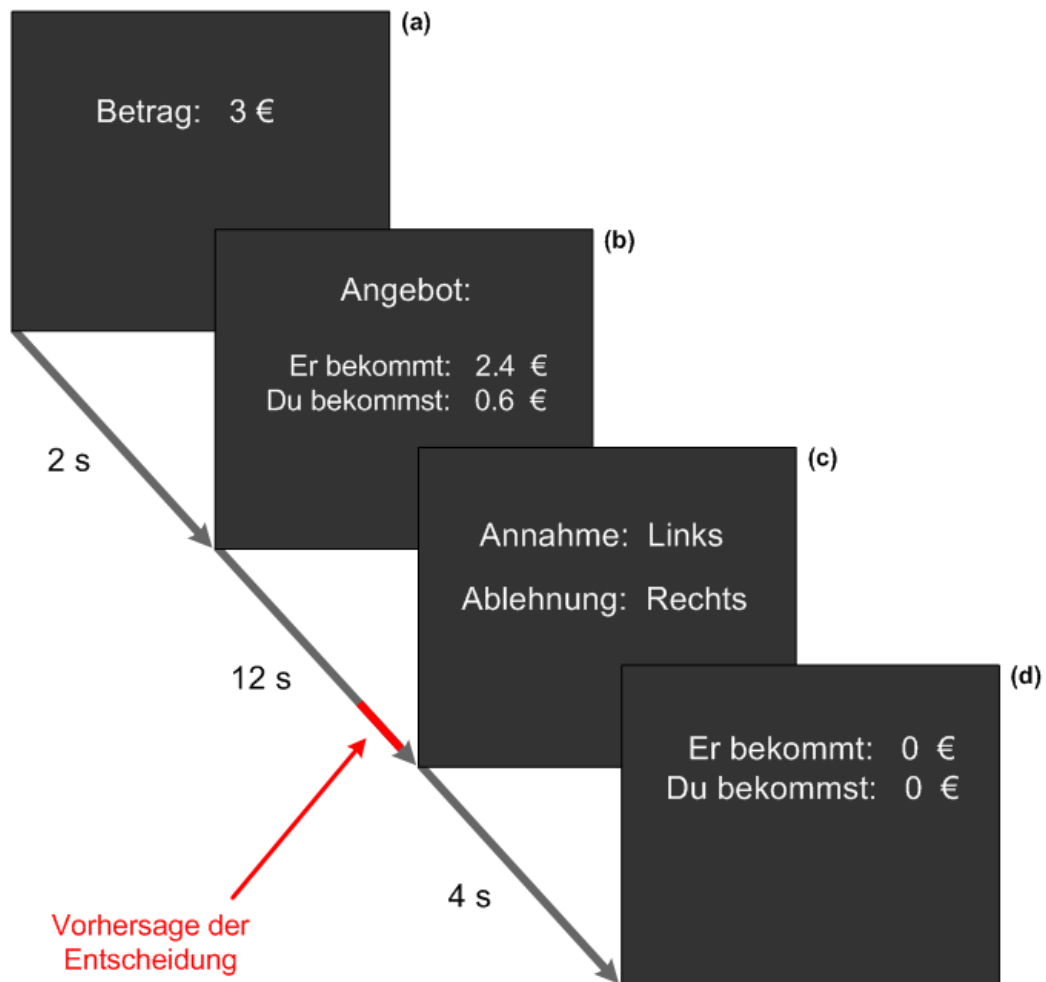 (a)
Betrag: 3 €
(b)
Angebot:
Er bekommt: 2.4 €
Du bekommst: 0.6 €
2 s
(c)
Annahme: Links
Ablehnung: Rechts
12 s
(d)
Er bekommt: 0 €
Du bekommst: 0 €
4 s
Vorhersage der
Entscheidung